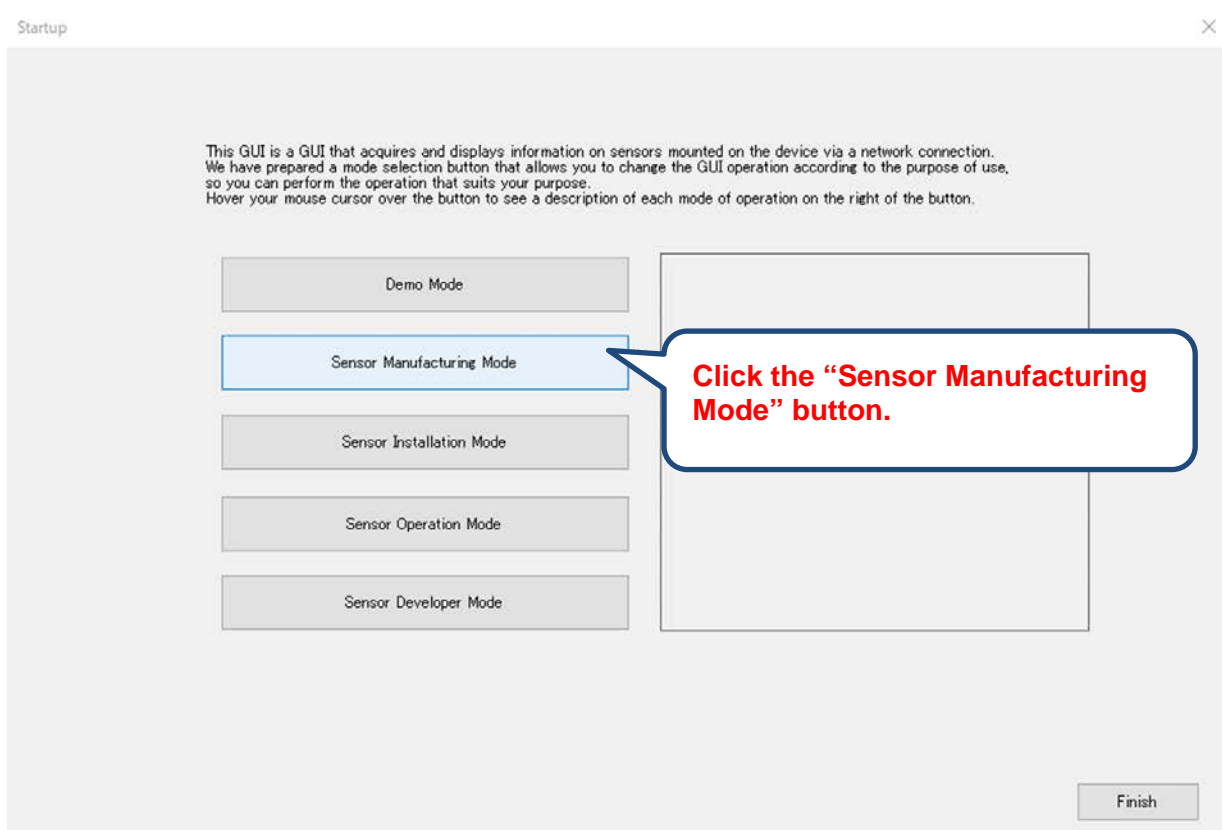 Startup
This GUI is a GUI that acquires and displays information on sensors mounted on the device via a network connection.
We have prepared a mode selection button that allows you to change the GUI operation according to the purpose of use,
so you can perform the operation that suits your purpose.
Hover your mouse cursor over the button to see a description of each mode of operation on the right of the button.
Demo Mode
Sensor Manufacturing Mode
Click the “Sensor Manufacturing
Mode” button.
Sensor Installation Mode
Sensor Operation Mode
Sensor Developer Mode
Finish